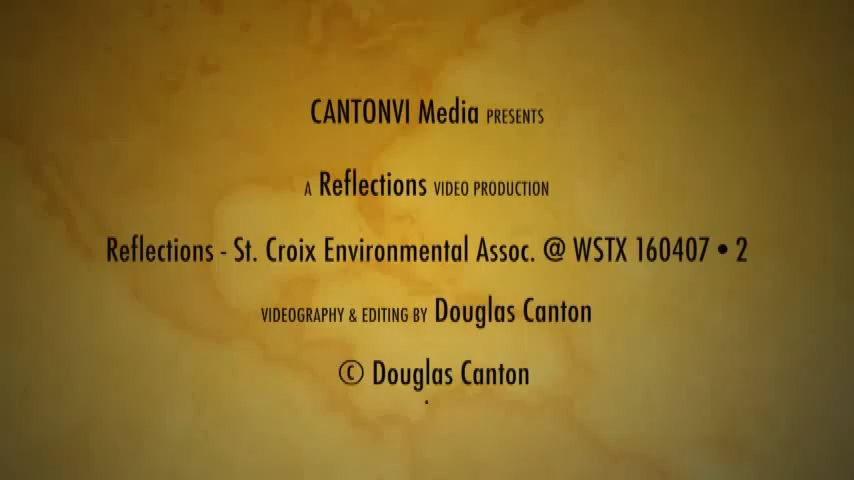 CANTONVI Media PRESENTS
A Reflections VIDEO PRODUCTION
Reflections - St. Croix Environmental Assoc. @ WSTX 160407 • 2
VIDEOGRAPHY & EDITING BY Douglas Canton
© Douglas Canton
.